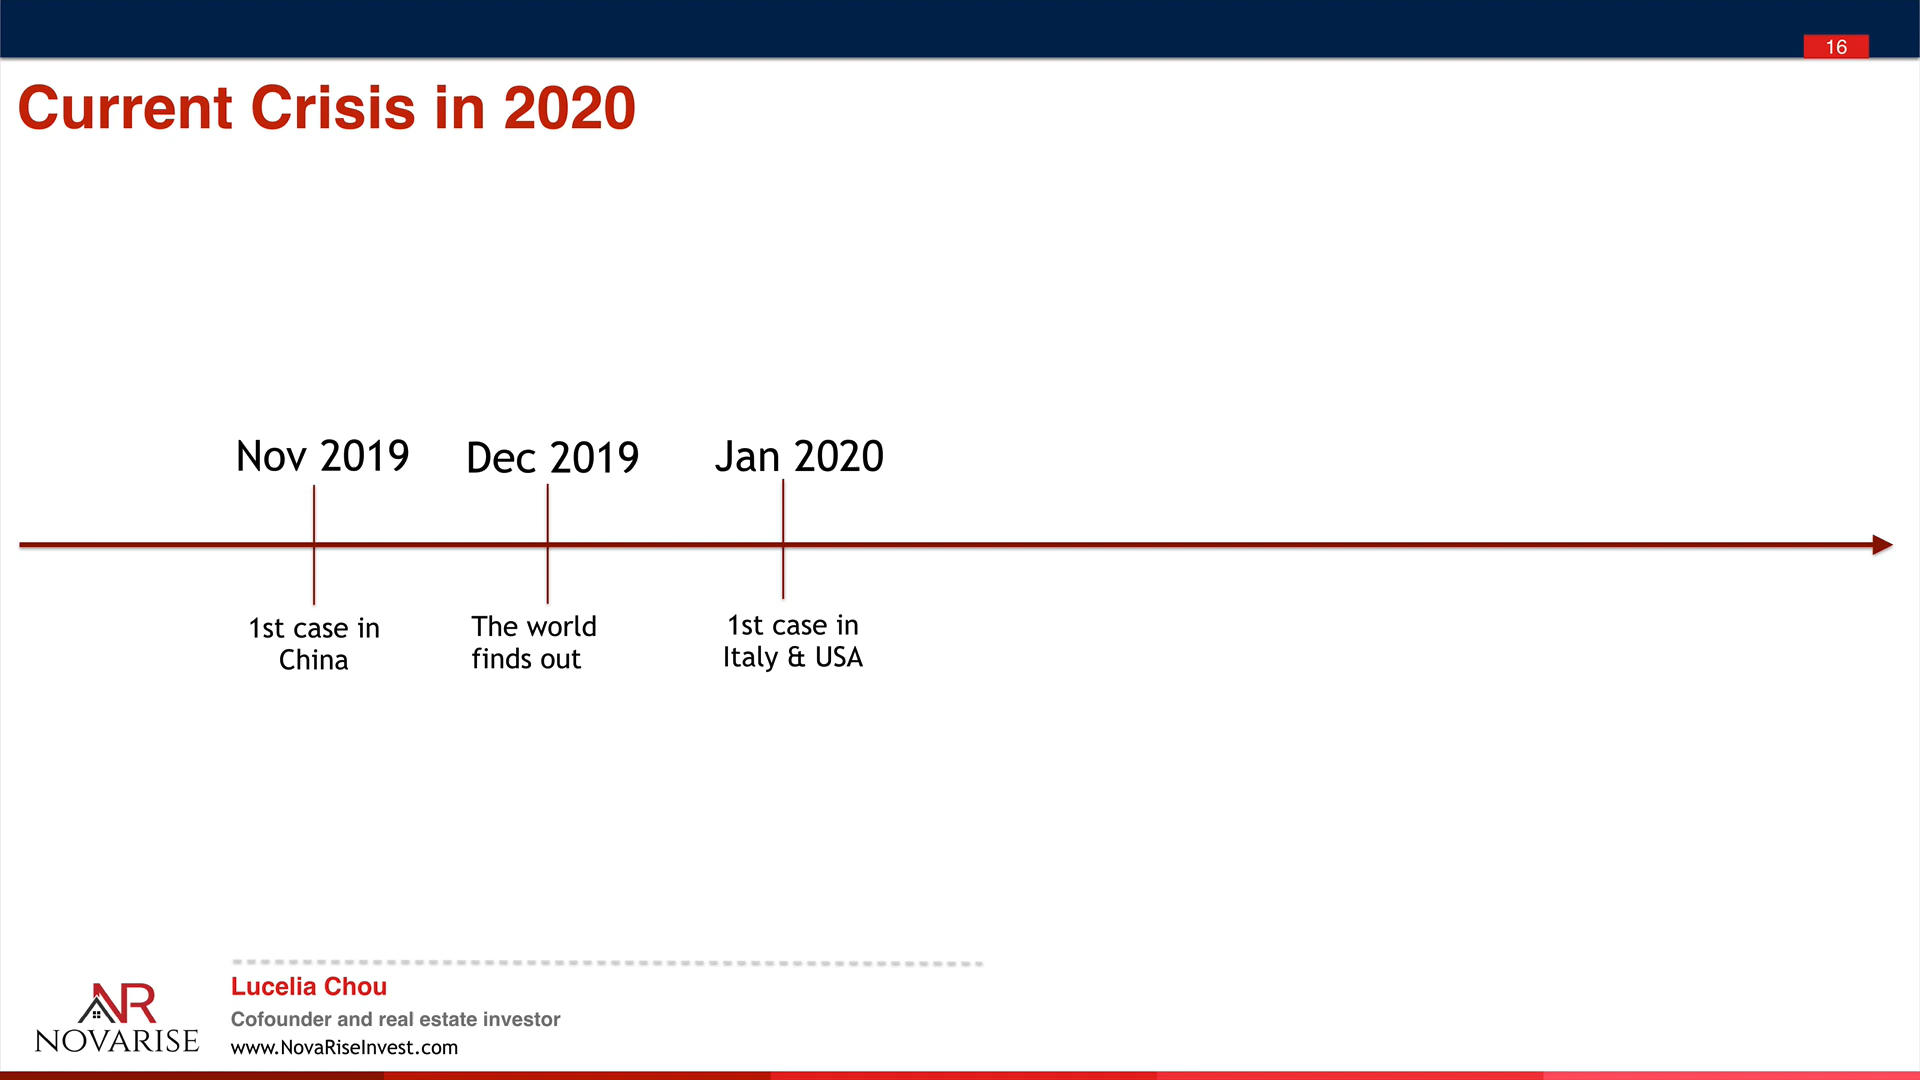 16
Current Crisis in 2020
Nov 2019
Dec 2019
Jan 2020
1st case in
China
The world
finds out
1st case in
Italy & USA
NR
NOVARISE
Lucelia Chou
Cofounder and real estate investor
www.NovaRiseInvest.com